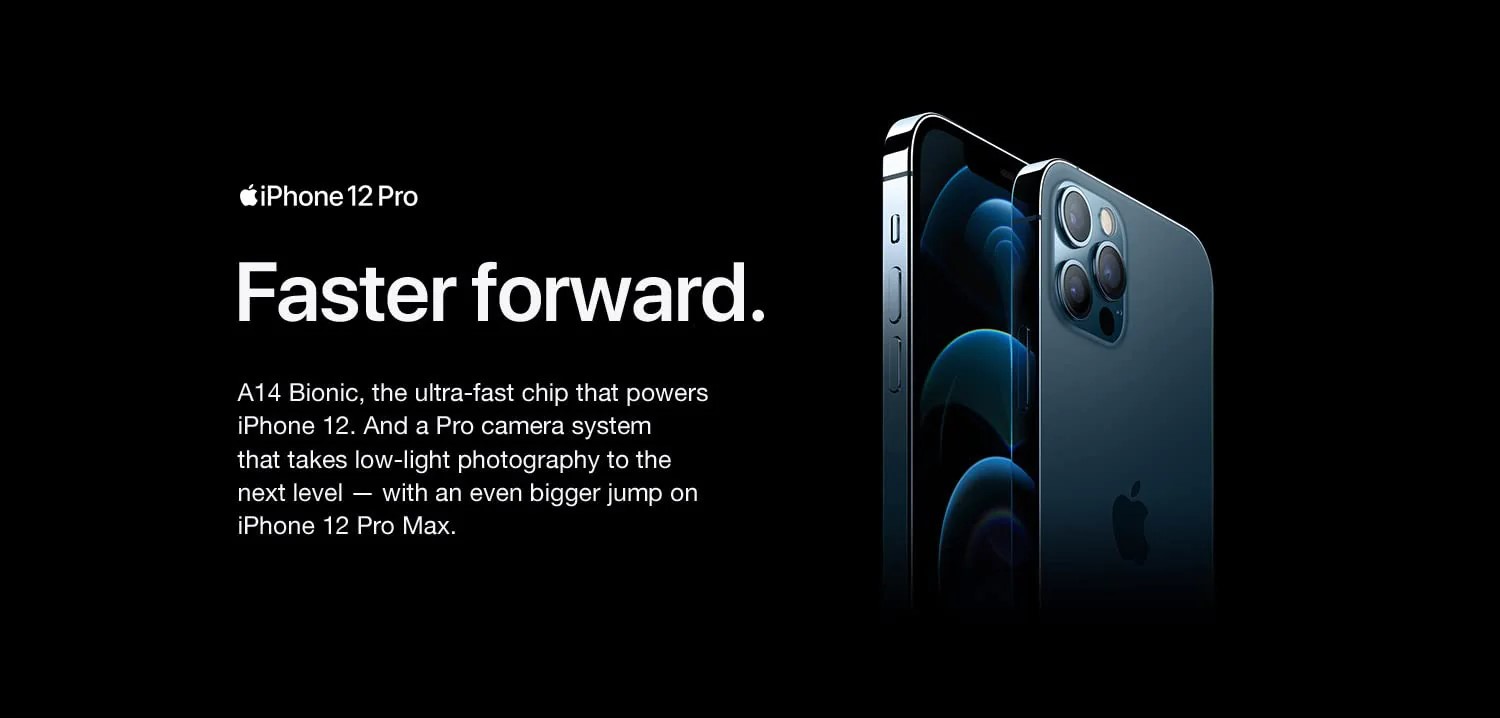 iPhone 12 Pro
Faster forward.
A14 Bionic, the ultra-fast chip that powers
iPhone 12. And a Pro camera system
that takes low-light photography to the
next level — with an even bigger jump on
iPhone 12 Pro Max.